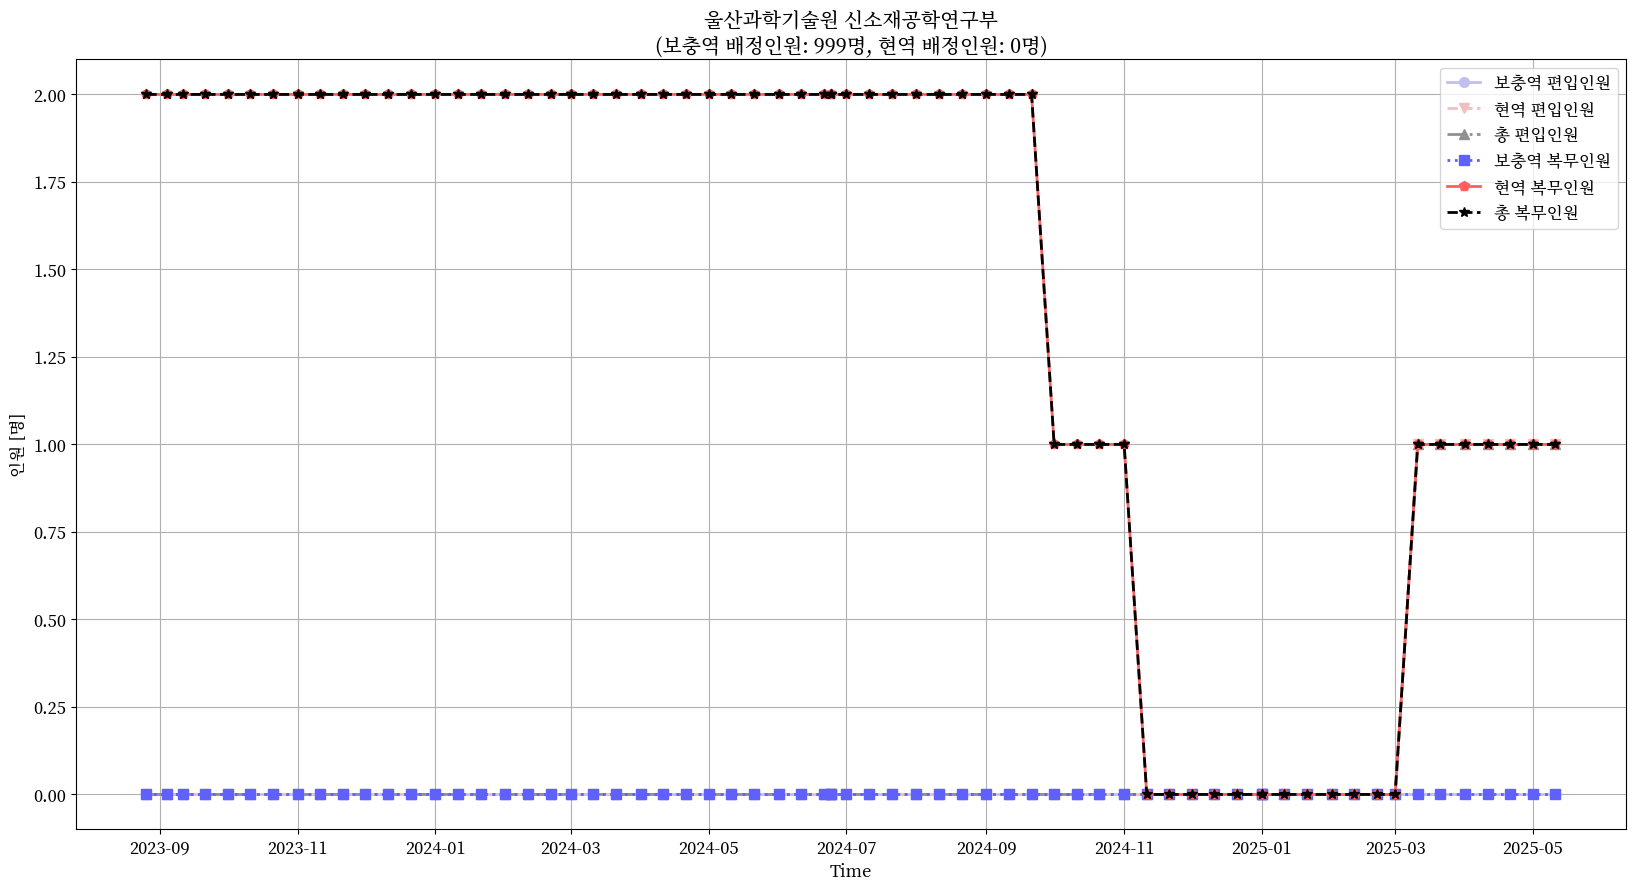 울산과학기술원 신소재공학연구부
(보충역 배정인원: 999명, 현역 배정인원: 0명)
보충역 편입인원
현역 편입인원
총 편입인원
보충역 복무인원
현역 복무인원
총 복무인원
2.00
1.75
1.50
1.25
1.00
0.75
0.50
0.25
0.00
인원 [명]
2023-09
2023-11
2024-01
2024-03
2024-05
2024-07
2024-09
2024-11
2025-01
2025-03
2025-05
Time